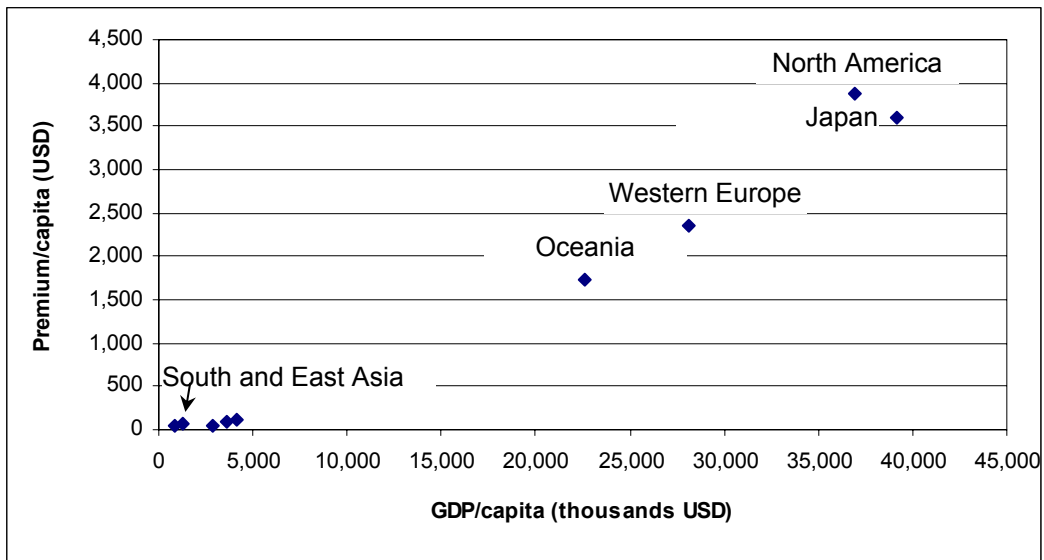 4,500
4,000
3,500
3,000
2,500
2,000
1,500
1,000
500
0
Premium/capita (USD)
North America
Japan
Western Europe
Oceania
South and East Asia
0 5,000 10,000 15,000 20,000 25,000 30,000 35,000 40,000 45,000
GDP/capita (thousands USD)